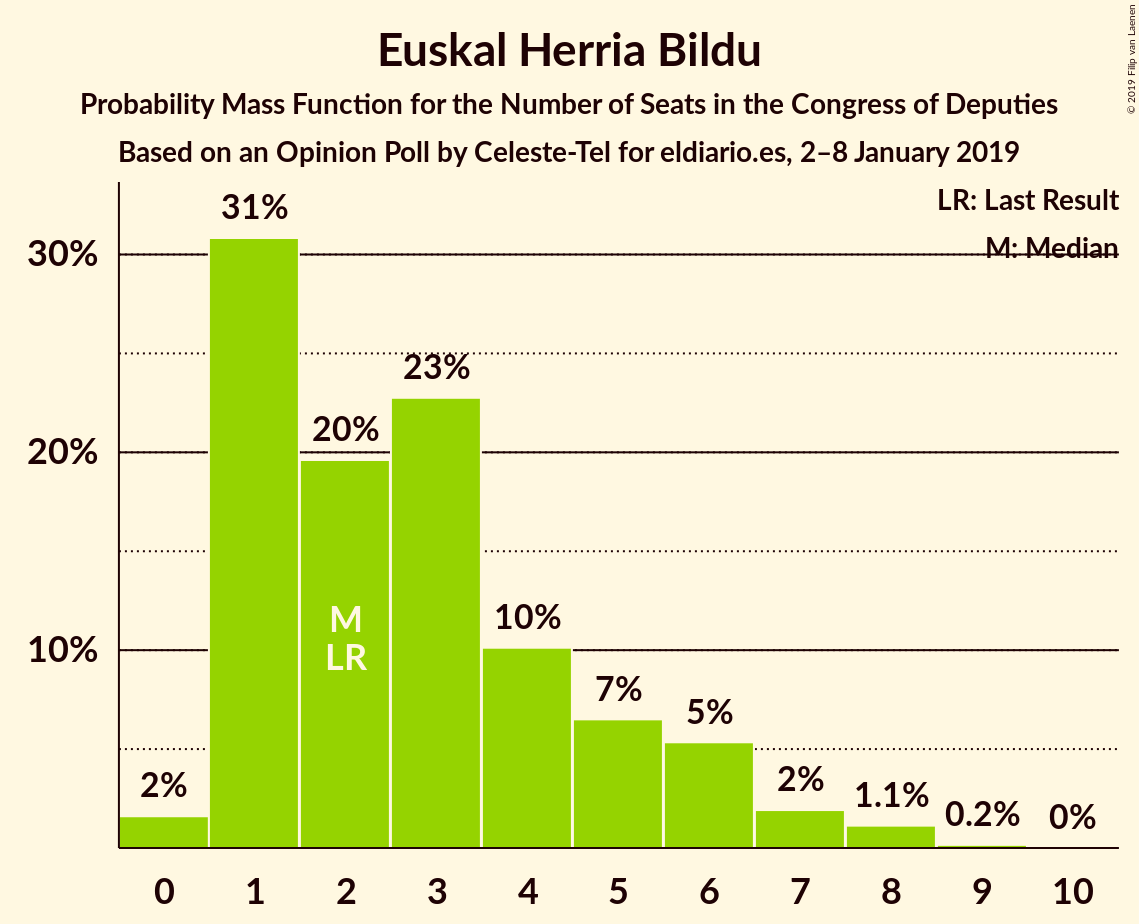 Euskal Herria Bildu
Probability Mass Function for the Number of Seats in the Congress of Deputies
Based on an Opinion Poll by Celeste-Tel for eldiario.es, 2–8 January 2019
© 2019 Filip van Laenen
LR: Last Result
M: Median
31%
30%
23%
20%
20%
M
LR
10%
10%
7%
5%
2%
2%
1.1%
0.2%
0%
0 1 2 3 4 5 6 7 8 9 10